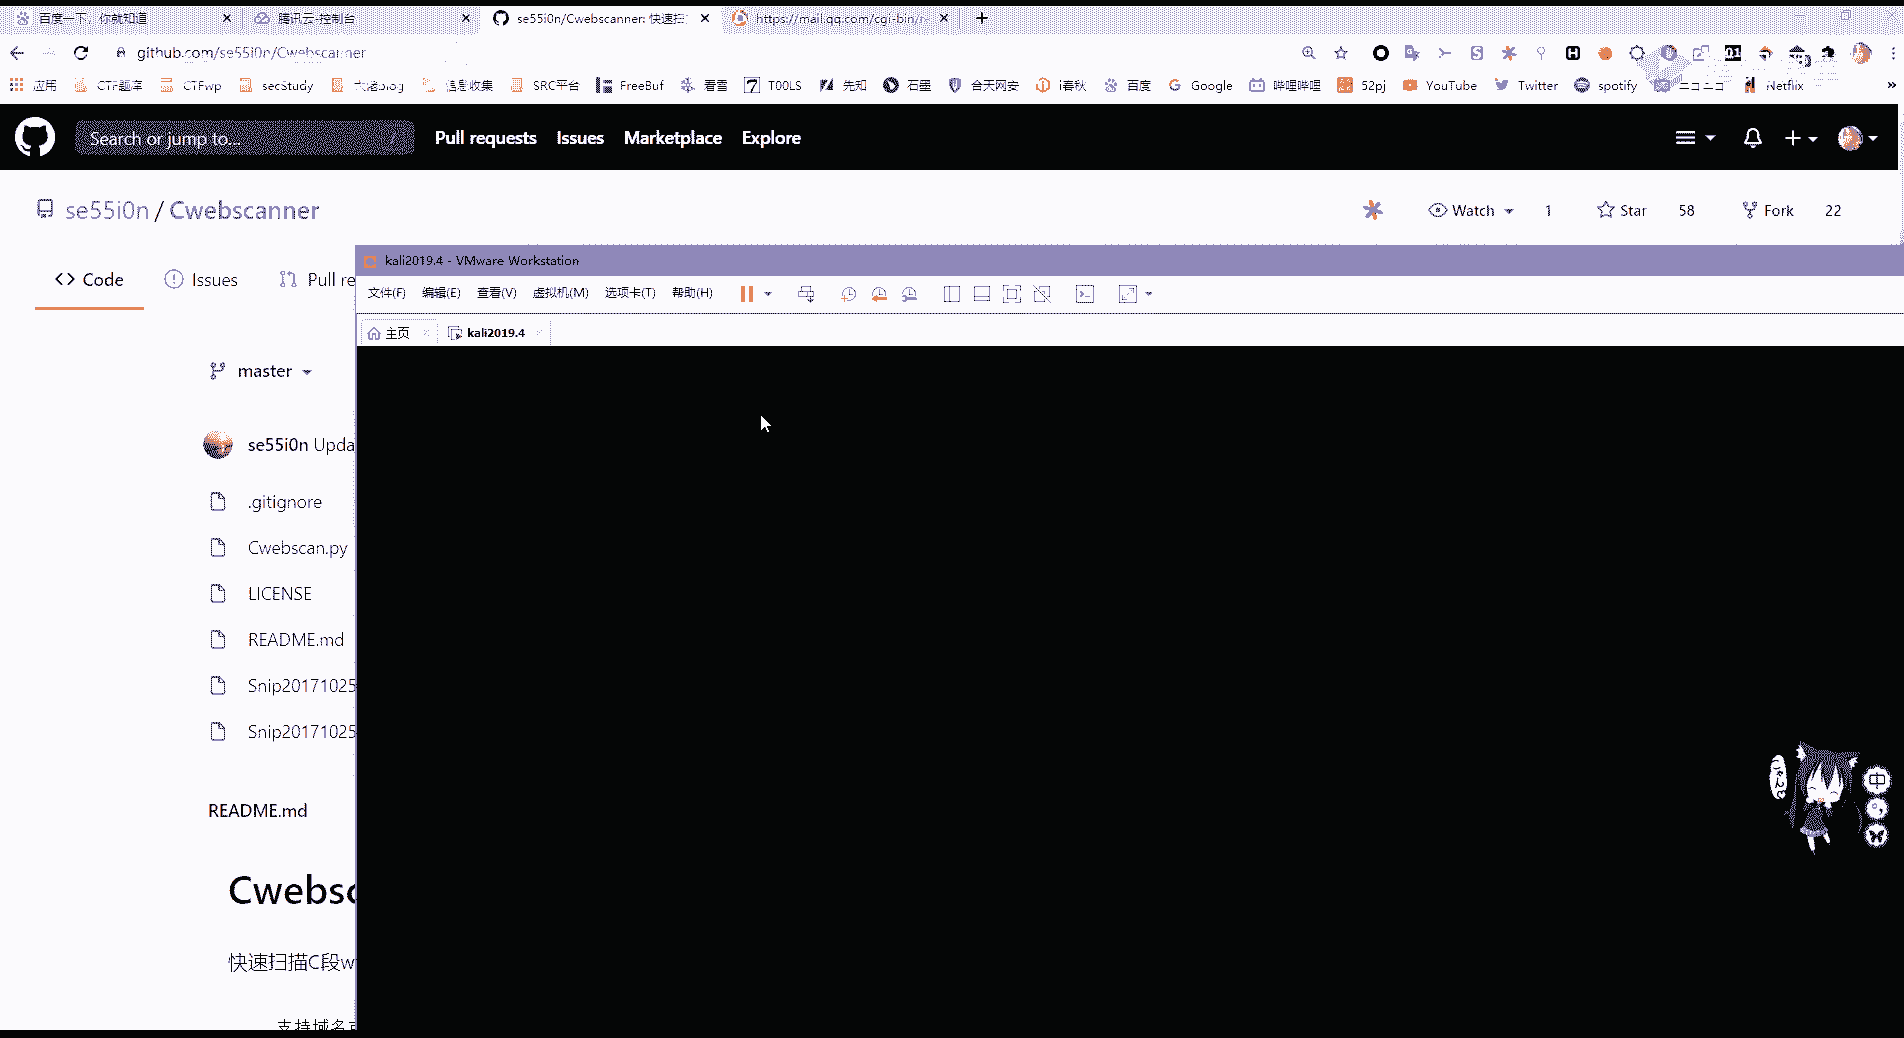 百度一下，你就知道
腾讯云-控制台
se55i0n/Cwebscanner: 快速扫
https://mail.qq.com/cgi-bin/r
github.com/se55i0n/Cwebscanner
应用 CTF题库 CTFwp secStudy 大佬blog 信息收集 SRC平台 FreeBuf 看雪 T00LS 先知 石墨 合天网安 i春秋 百度 Google 哔哩哔哩 52pj YouTube Twitter spotify ニコニコ Netflix »
Search or jump to... / Pull requests Issues Marketplace Explore
se55i0n / Cwebscanner Watch 1 Star 58 Fork 22
kali2019.4 - VMware Workstation
<> Code Issues Pull re
文件(F) 编辑(E) 查看(V) 虚拟机(M) 选项卡(T) 帮助(H)
主页 kali2019.4
master
se55i0n Upda
.gitignore
Cwebscan.py
LICENSE
README.md
Snip20171025
Snip20171025
中
README.md
Cwebsc
快速扫描C段w
支持域名